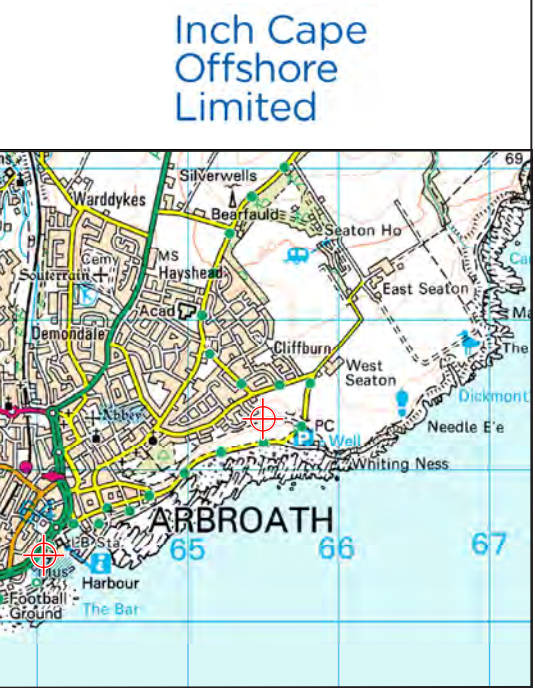 Inch Cape
Offshore
Limited
69
Silverwells
Warddykes
Bearfaulds
Seaton Ho
Cemy
MS
Souterrain
Hayshead
East Seaton
Acad
Demondale
Cliffburn
The
West
Seaton
Dickmont
Abbey
PC
Needle E'e
P
Well
Whiting Ness
ARBROATH
LB Sta
65
66
67
i
Harbour
Football
Ground
The Bar